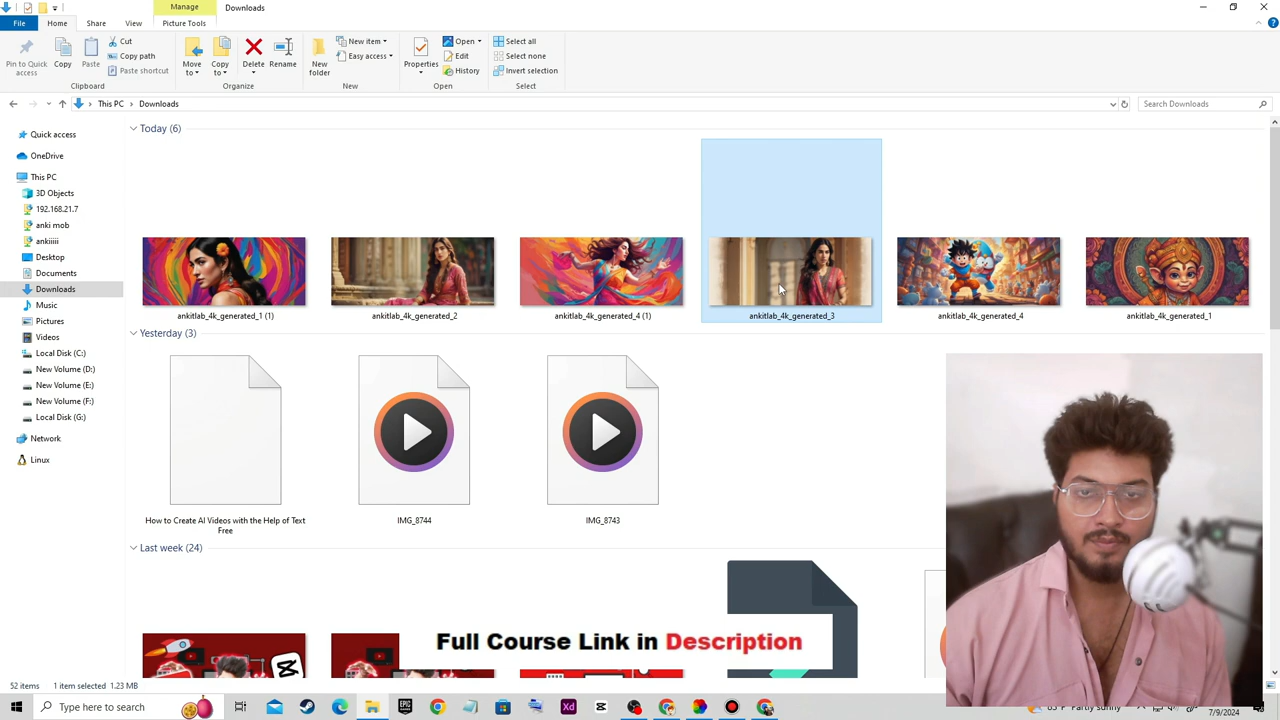 Manage
Downloads
File
Home
Share
View
Picture Tools
Pin to Quick access
Copy
Paste
Cut
Copy path
Paste shortcut
Clipboard
Move to
Copy to
Delete
Rename
Organize
New folder
New item
Easy access
New
Properties
Open
Edit
History
Open
Select all
Select none
Invert selection
Select
This PC
Downloads
Search Downloads
Quick access
OneDrive
This PC
3D Objects
192.168.21.7
anki mob
ankiiiii
Desktop
Documents
Downloads
Music
Pictures
Videos
Local Disk (C:)
New Volume (D:)
New Volume (E:)
New Volume (F:)
Local Disk (G:)
Network
Linux
Today (6)
ankitlab_4k_generated_1 (1)
ankitlab_4k_generated_2
ankitlab_4k_generated_4 (1)
ankitlab_4k_generated_3
ankitlab_4k_generated_4
ankitlab_4k_generated_1
Yesterday (3)
How to Create AI Videos with the Help of Text
Free
IMG_8744
IMG_8743
Last week (24)
Full Course Link in Description
52 items
1 item selected 1.23 MB
Type here to search
Partly sunny
7/9/2024